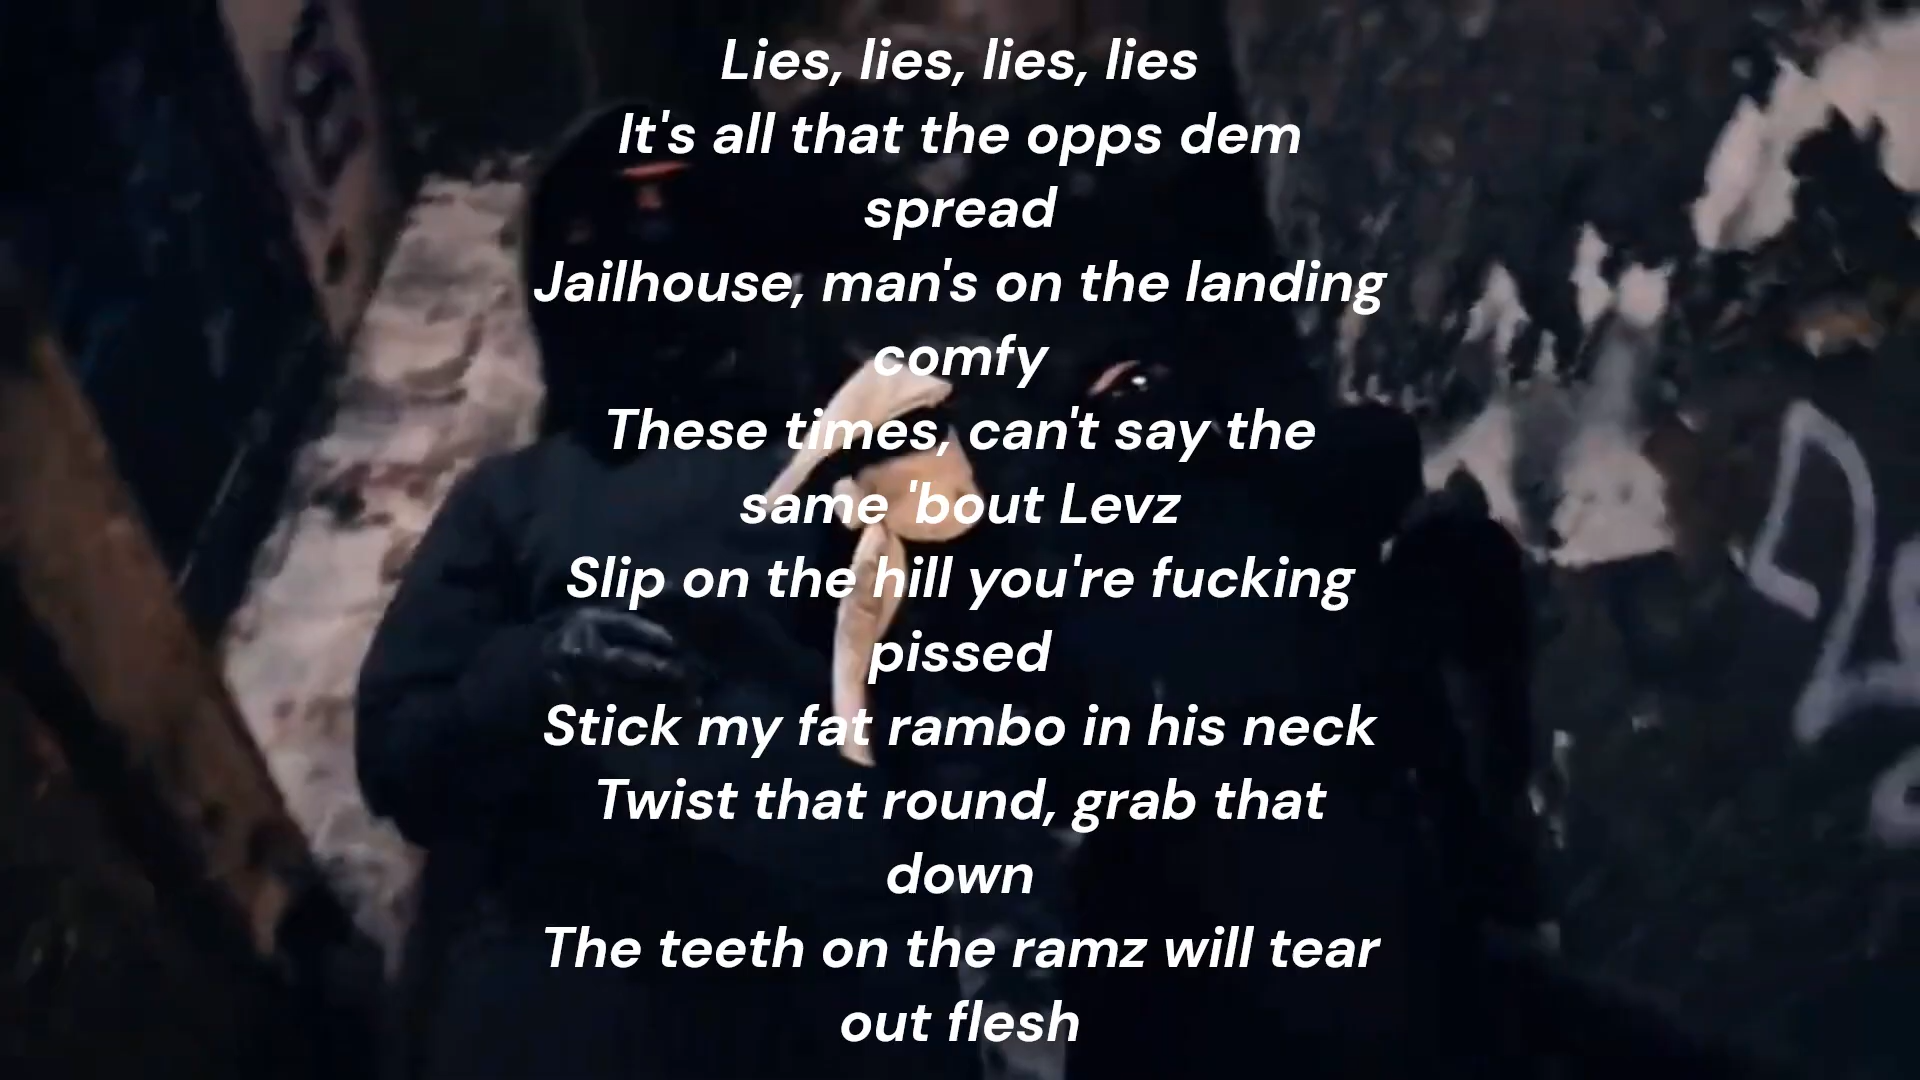 Lies, lies, lies, lies
It's all that the opps dem
spread
Jailhouse, man's on the landing
comfy
These times, can't say the
same 'bout Levz
Slip on the hill you're fucking
pissed
Stick my fat rambo in his neck
Twist that round, grab that
down
The teeth on the ramz will tear
out flesh